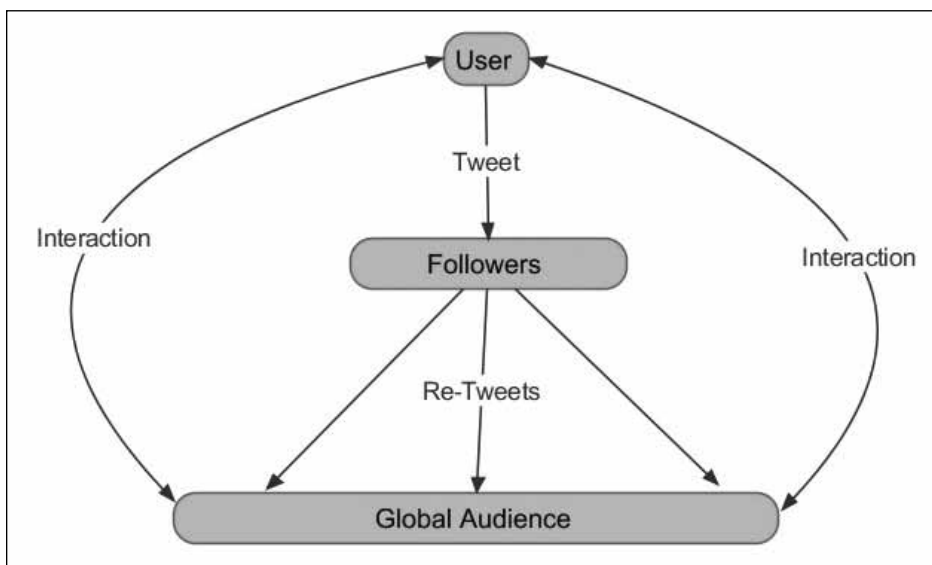 User
Tweet
Interaction
Interaction
Followers
Re-Tweets
Global Audience